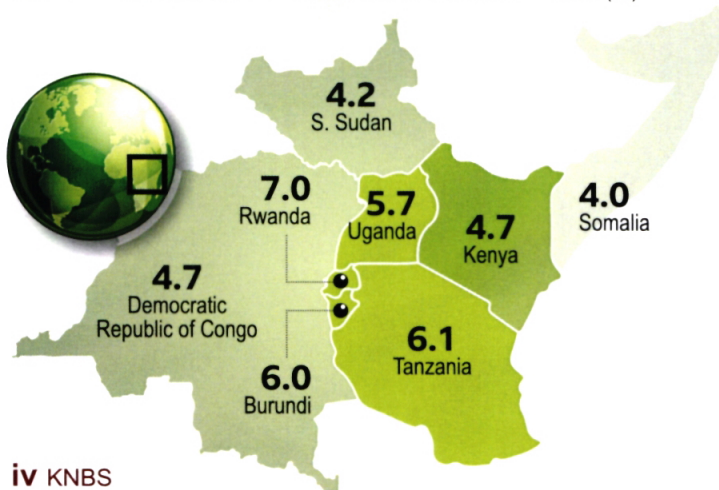 4.2
S. Sudan
7.0
Rwanda
5.7
Uganda
4.7
Kenya
4.0
Somalia
4.7
Democratic
Republic of Congo
6.1
Tanzania
6.0
Burundi
iv KNBS